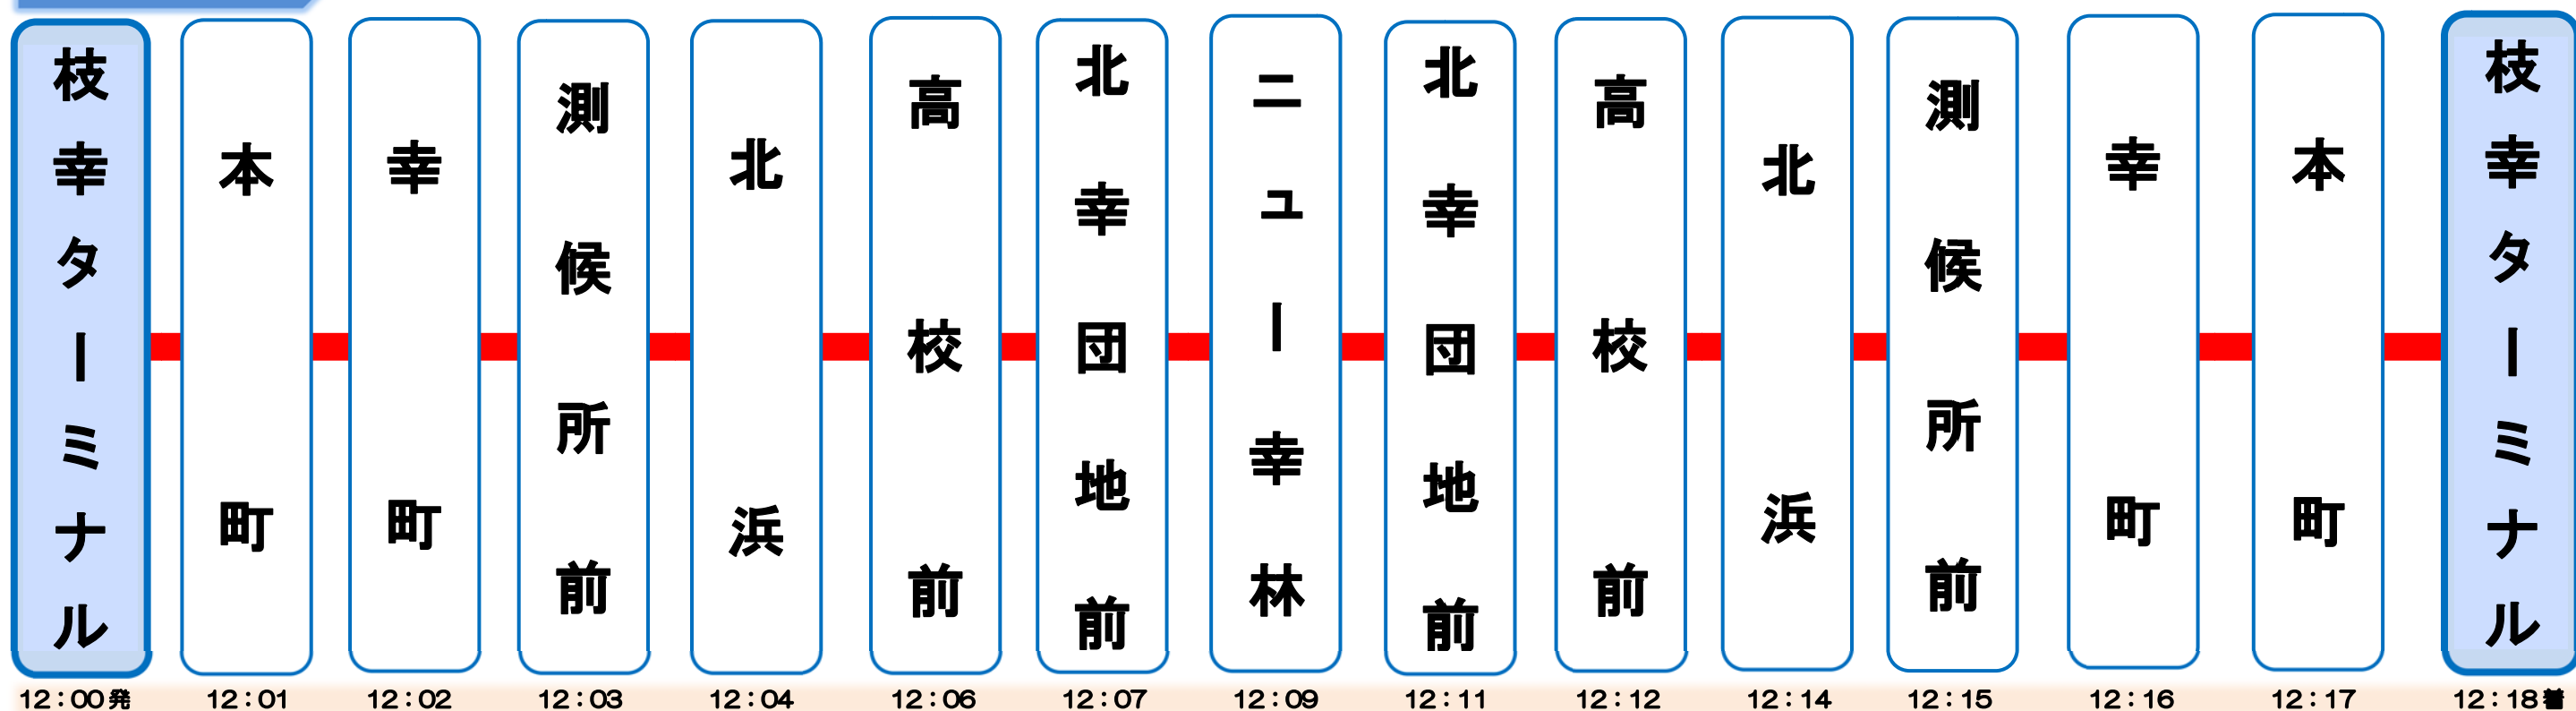 枝幸ターミナル
本町
幸町
測候所前
北浜
高校前
北幸団地前
ニュー幸林
北幸団地前
高校前
北浜
測候所前
幸町
本町
枝幸ターミナル
12:00発
12:01
12:02
12:03
12:04
12:06
12:07
12:09
12:11
12:12
12:14
12:15
12:16
12:17
12:18着